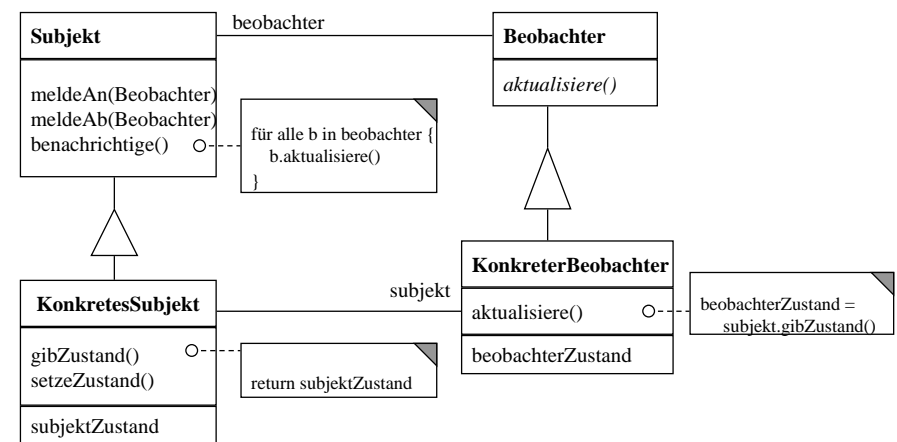 beobachter
Subjekt
meldeAn(Beobachter)
meldeAb(Beobachter)
benachrichtige()
für alle b in beobachter {
b.aktualisiere()
}
Beobachter
aktualisiere()
KonkretesSubjekt
gibZustand()
setzeZustand()
subjektZustand
return subjektZustand
subjekt
KonkreterBeobachter
aktualisiere()
beobachterZustand
beobachterZustand =
subjekt.gibZustand()